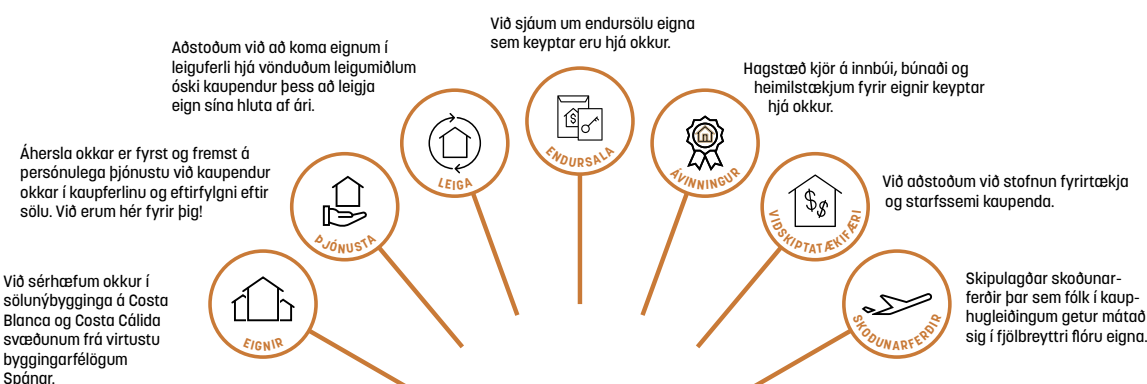 Við sérhæfum okkur í
sölunýbygginga á Costa
Blanca og Costa Cálida
svæðunum frá virtustu
byggingarfélögum
Spánar.
EIGNIR
Áhersla okkar er fyrst og fremst á
persónulega þjónustu við kaupendur
okkar í kaupferlinu og eftirfylgni eftir
sölu. Við erum hér fyrir þig!
ÞJÓNUSTA
Aðstoðum við að koma eignum í
leiguferli hjá vönduðum leigumiðlum
óski kaupendur þess að leigja
eign sína hluta af ári.
LEIGA
Við sjáum um endursölu eigna
sem keyptar eru hjá okkur.
$
ENDURSALA
Hagstæð kjör á innbúi, búnaði og
heimilstækjum fyrir eignir keyptar
hjá okkur.
ÁVINNINGUR
Við aðstoðum við stofnun fyrirtækja
og starfssemi kaupenda.
$$
VIÐSKIPTATÆKIFÆRI
Skipulagðar skoðunar-
ferðir þar sem fólk í kaup-
hugleiðingum getur mátað
sig í fjölbreyttri flóru eigna.
SKOÐUNARFERÐIR